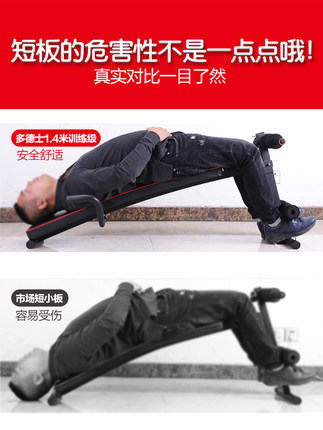 短板的危害性不是一点点哦!
真实对比一目了然
多德士1.4米训练级
安全舒适
市场短小板
容易受伤